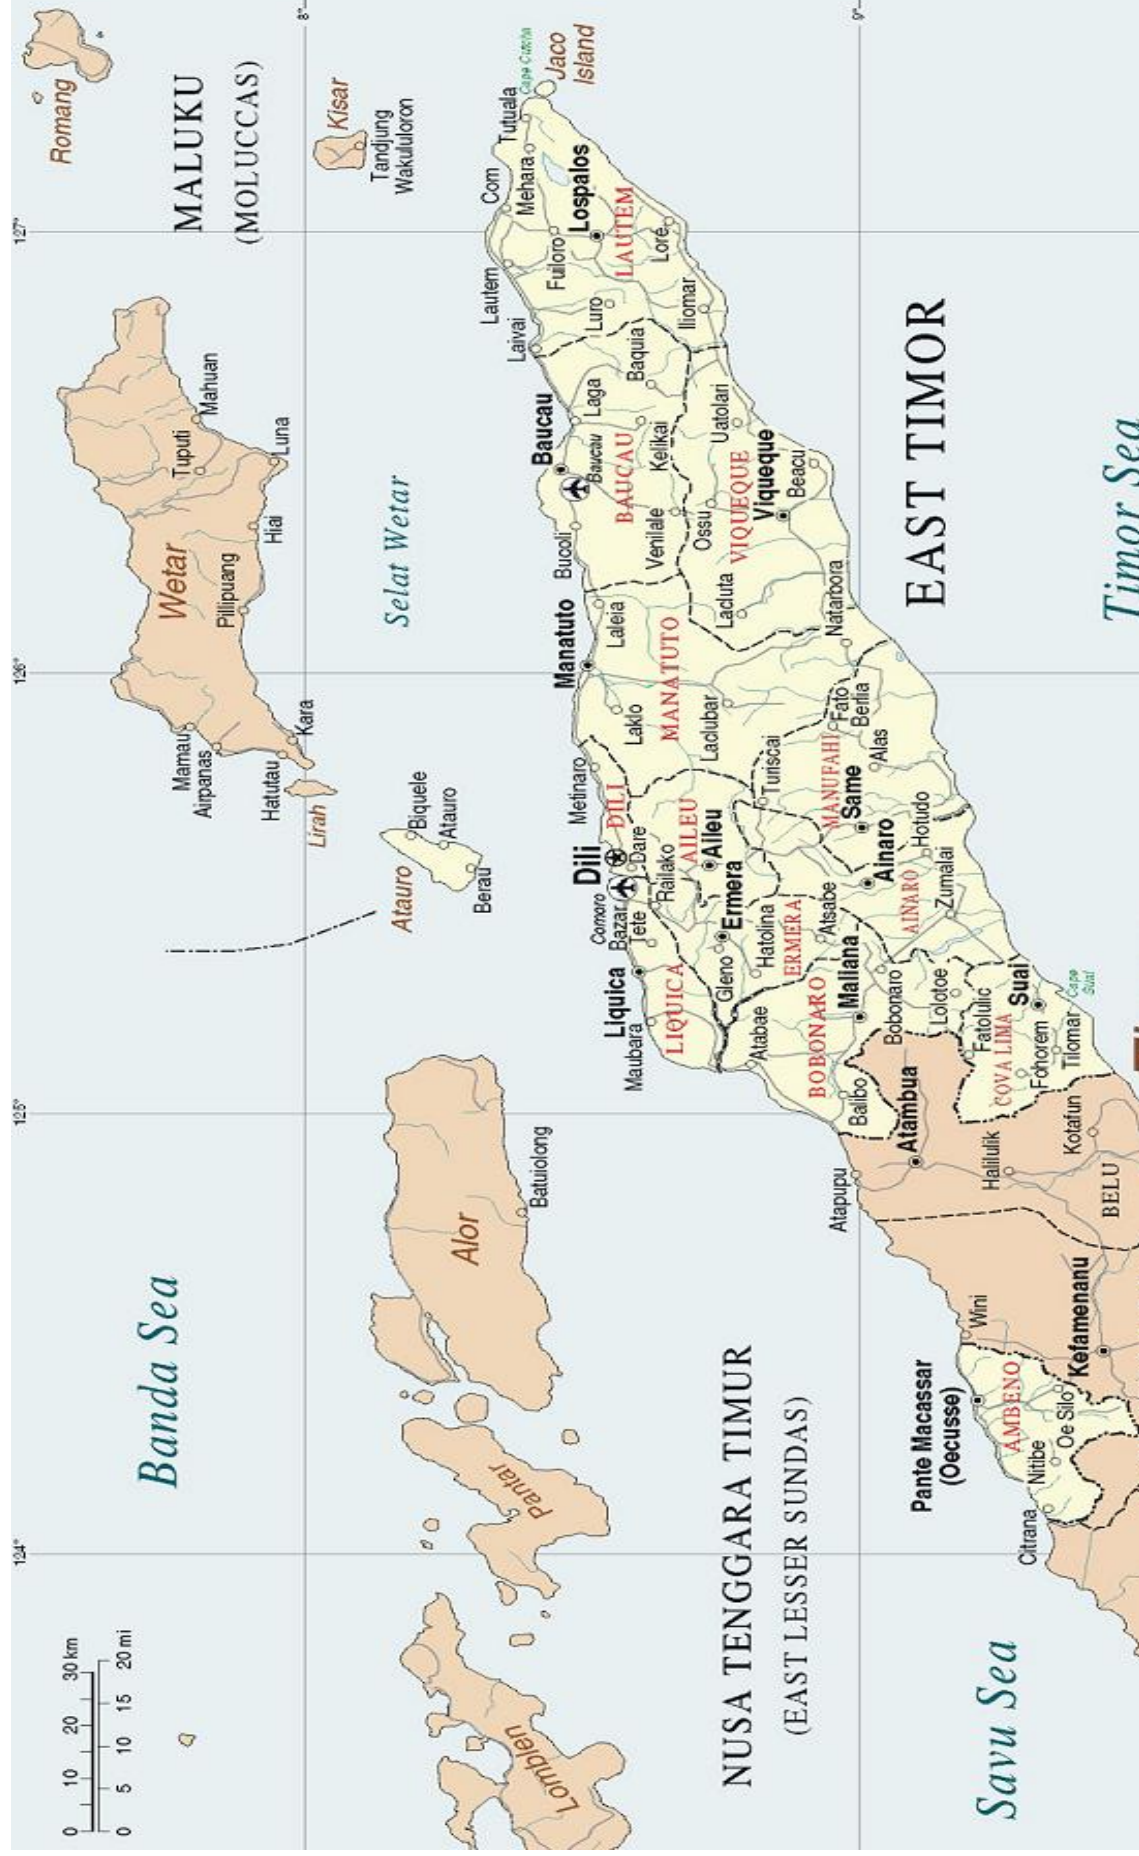 0 10 20 30 km
0 5 10 15 20 mi
124°
125°
126°
127°
8°
9°
Banda Sea
MALUKU
(MOLUCCAS)
Romang
Kisar
Tandjung
Wakululoron
Wetar
Mahuan
Tuputi
Luna
Hiai
Pillipuang
Mamau
Airpanas
Hatutau
Kara
Lirah
Selat Wetar
Atauro
Biquele
Atauro
Berau
Alor
Batuiolong
Pantar
Lomblen
NUSA TENGGARA TIMUR
(EAST LESSER SUNDAS)
Savu Sea
Timor Sea
EAST TIMOR
Jaco
Island
Tutuala
Com
Mehara
Lospalos
LAUTEM
Lautem
Fuiloro
Lore
Laivai
Luro
Iliomar
Baucau
Baucau
BAUCAU
Laga
Baquia
Kelikai
Bucoli
Venilale
Uatolari
Ossu
VIQUEQUE
Viqueque
Beacu
Lacluta
Manatuto
Laleia
MANATUTO
Laklo
Laclubar
Natarbora
Metinaro
DILI
Dili
Dare
Comoro
Bazar
Tete
Railako
AILEU
Aileu
Turiscai
MANUFAHI
Fato
Berlia
Alas
Same
Liquica
LIQUICA
Maubara
Ermera
Gleno
Hatolina
ERMERA
Atsabe
Ainaro
AINARO
Hotudo
Zumalai
Atabae
BOBONARO
Maliana
Bobonaro
Lolotoe
Balibo
Fatolulic
Suai
Cape
Suai
COVA LIMA
Fohorem
Tilomar
Atambua
Atapupu
Halilulik
Kotafun
BELU
Wini
Kefamenanu
Pante Macassar
(Oecusse)
AMBENO
Oe Silo
Nitibe
Citrana